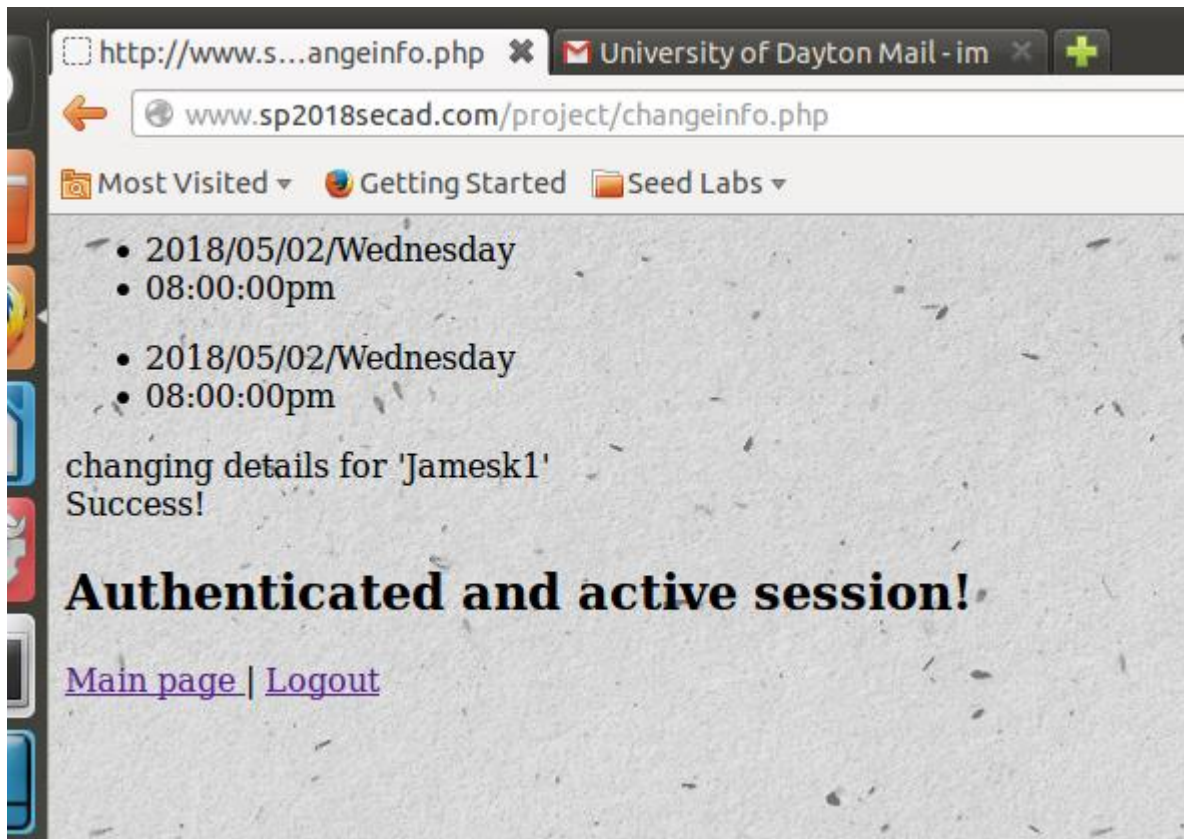 http://www.s...angeinfo.php
University of Dayton Mail - im
www.sp2018secad.com/project/changeinfo.php
Most Visited
Getting Started
Seed Labs
2018/05/02/Wednesday
08:00:00pm
2018/05/02/Wednesday
08:00:00pm
changing details for 'Jamesk1'
Success!
Authenticated and active session!
Main page | Logout